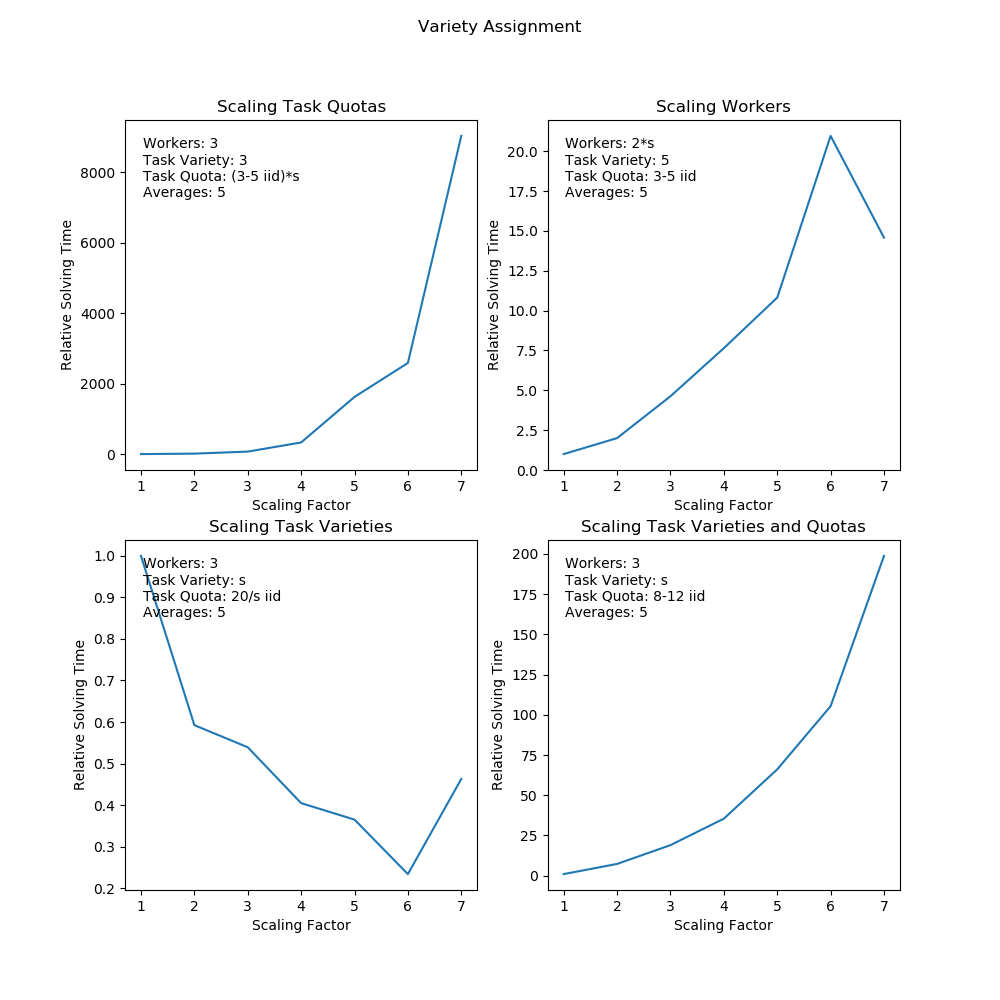 Variety Assignment
Scaling Task Quotas
Workers: 3
Task Variety: 3
Task Quota: (3-5 iid)*s
Averages: 5
Relative Solving Time
8000
6000
4000
2000
0
1 2 3 4 5 6 7
Scaling Factor
Scaling Workers
Workers: 2*s
Task Variety: 5
Task Quota: 3-5 iid
Averages: 5
Relative Solving Time
20.0
17.5
15.0
12.5
10.0
7.5
5.0
2.5
0.0
1 2 3 4 5 6 7
Scaling Factor
Scaling Task Varieties
Workers: 3
Task Variety: s
Task Quota: 20/s iid
Averages: 5
Relative Solving Time
1.0
0.9
0.8
0.7
0.6
0.5
0.4
0.3
0.2
1 2 3 4 5 6 7
Scaling Factor
Scaling Task Varieties and Quotas
Workers: 3
Task Variety: s
Task Quota: 8-12 iid
Averages: 5
Relative Solving Time
200
175
150
125
100
75
50
25
0
1 2 3 4 5 6 7
Scaling Factor